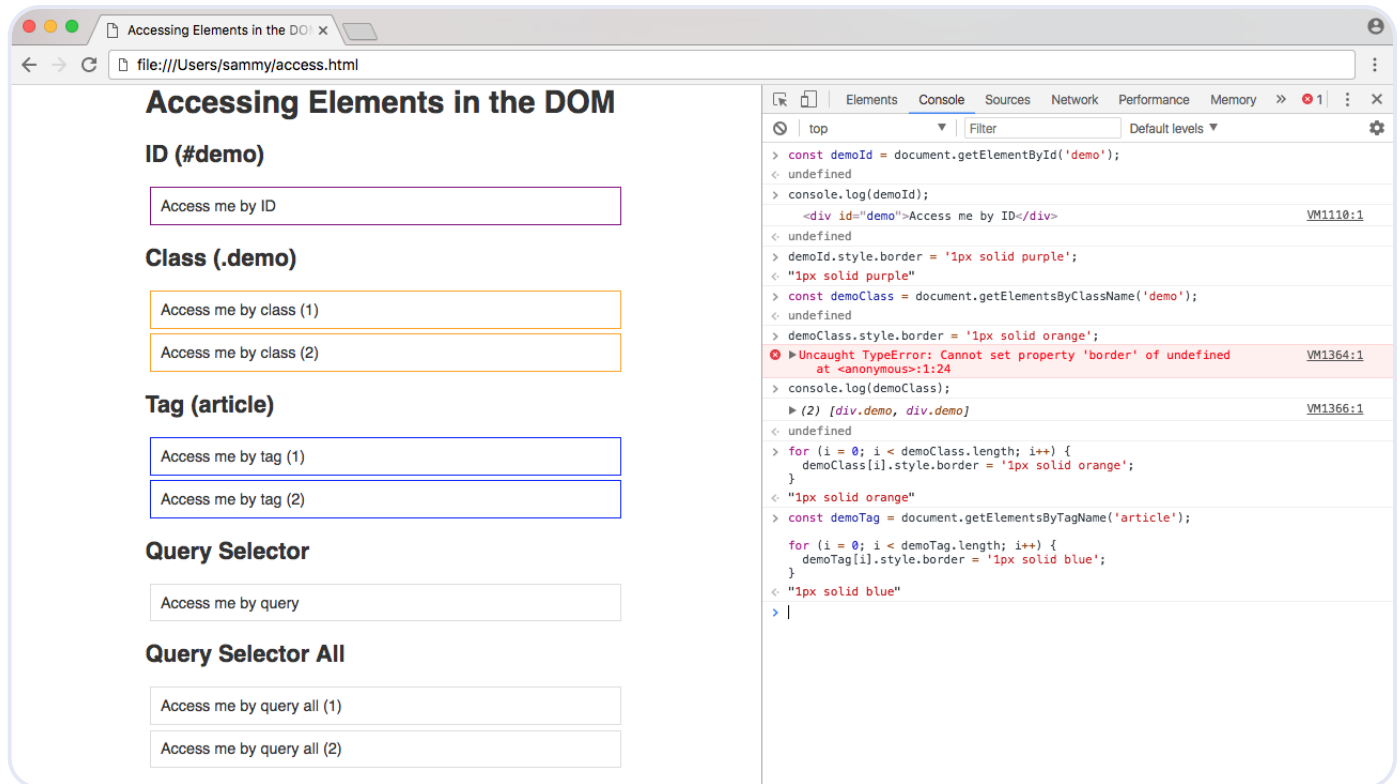 Accessing Elements in the DO
file:///Users/sammy/access.html
Accessing Elements in the DOM
ID (#demo)
Access me by ID
Class (.demo)
Access me by class (1)
Access me by class (2)
Tag (article)
Access me by tag (1)
Access me by tag (2)
Query Selector
Access me by query
Query Selector All
Access me by query all (1)
Access me by query all (2)
Elements Console Sources Network Performance Memory » 1
top Filter Default levels
> const demoId = document.getElementById('demo');
undefined
> console.log(demoId);
<div id="demo">Access me by ID</div> VM1110:1
undefined
> demoId.style.border = '1px solid purple';
"1px solid purple"
> const demoClass = document.getElementsByClassName('demo');
undefined
> demoClass.style.border = '1px solid orange';
Uncaught TypeError: Cannot set property 'border' of undefined VM1364:1
at <anonymous>:1:24
> console.log(demoClass);
(2) [div.demo, div.demo] VM1366:1
undefined
> for (i = 0; i < demoClass.length; i++) {
demoClass[i].style.border = '1px solid orange';
}
"1px solid orange"
> const demoTag = document.getElementsByTagName('article');
for (i = 0; i < demoTag.length; i++) {
demoTag[i].style.border = '1px solid blue';
}
"1px solid blue"
>